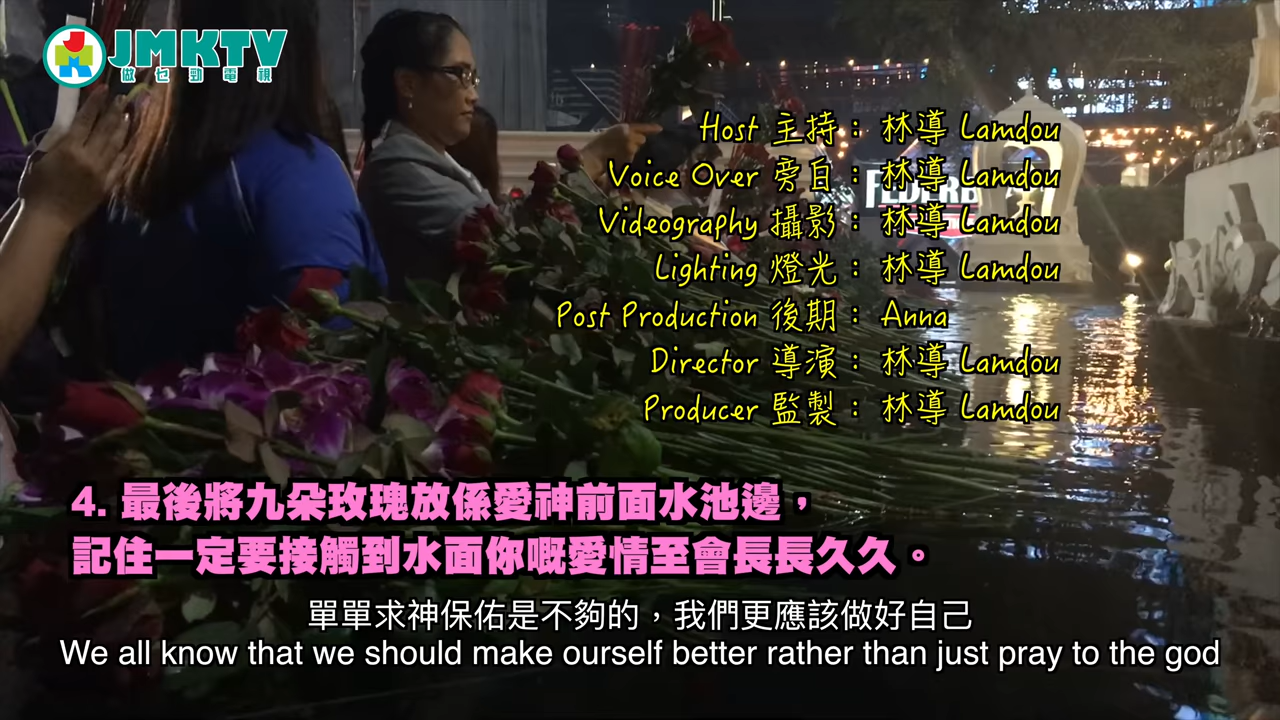 JMKTV
做乜勁電視
Host 主持： 林導 Lamdou
Voice Over 旁白： 林導 Lamdou
FEDERB
Videography 攝影： 林導 Lamdou
Lighting 燈光： 林導 Lamdou
Post Production 後期： Anna
Director 導演： 林導 Lamdou
Producer 監製： 林導 Lamdou
4. 最後將九朵玫瑰放係愛神前面水池邊，
記住一定要接觸到水面你嘅愛情至會長長久久。
單單求神保佑是不夠的，我們更應該做好自己
We all know that we should make ourself better rather than just pray to the god